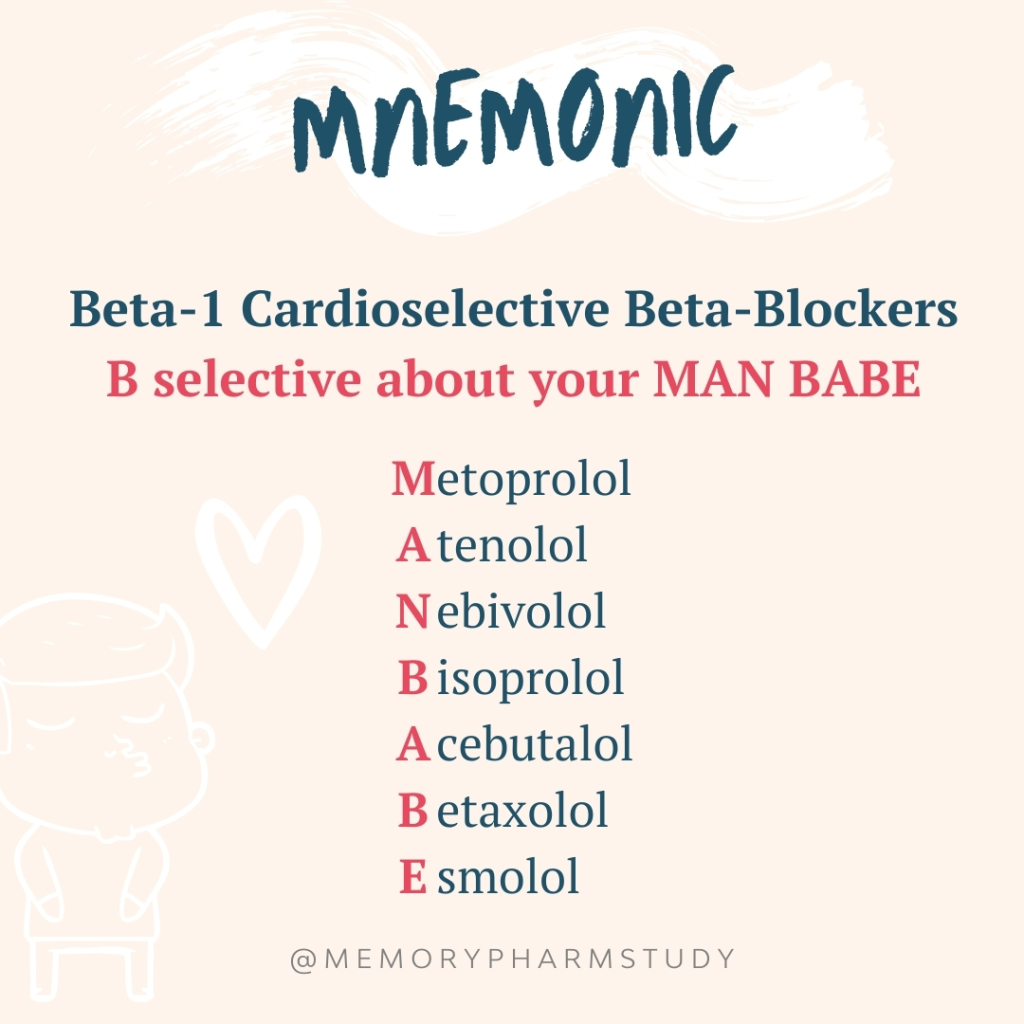 MNEMONIC
Beta-1 Cardioselective Beta-Blockers
B selective about your MAN BABE
Metoprolol
Atenolol
Nebivolol
Bisoprolol
Acebutalol
Betaxolol
Esmolol
@MEMORYPHARMSTUDY